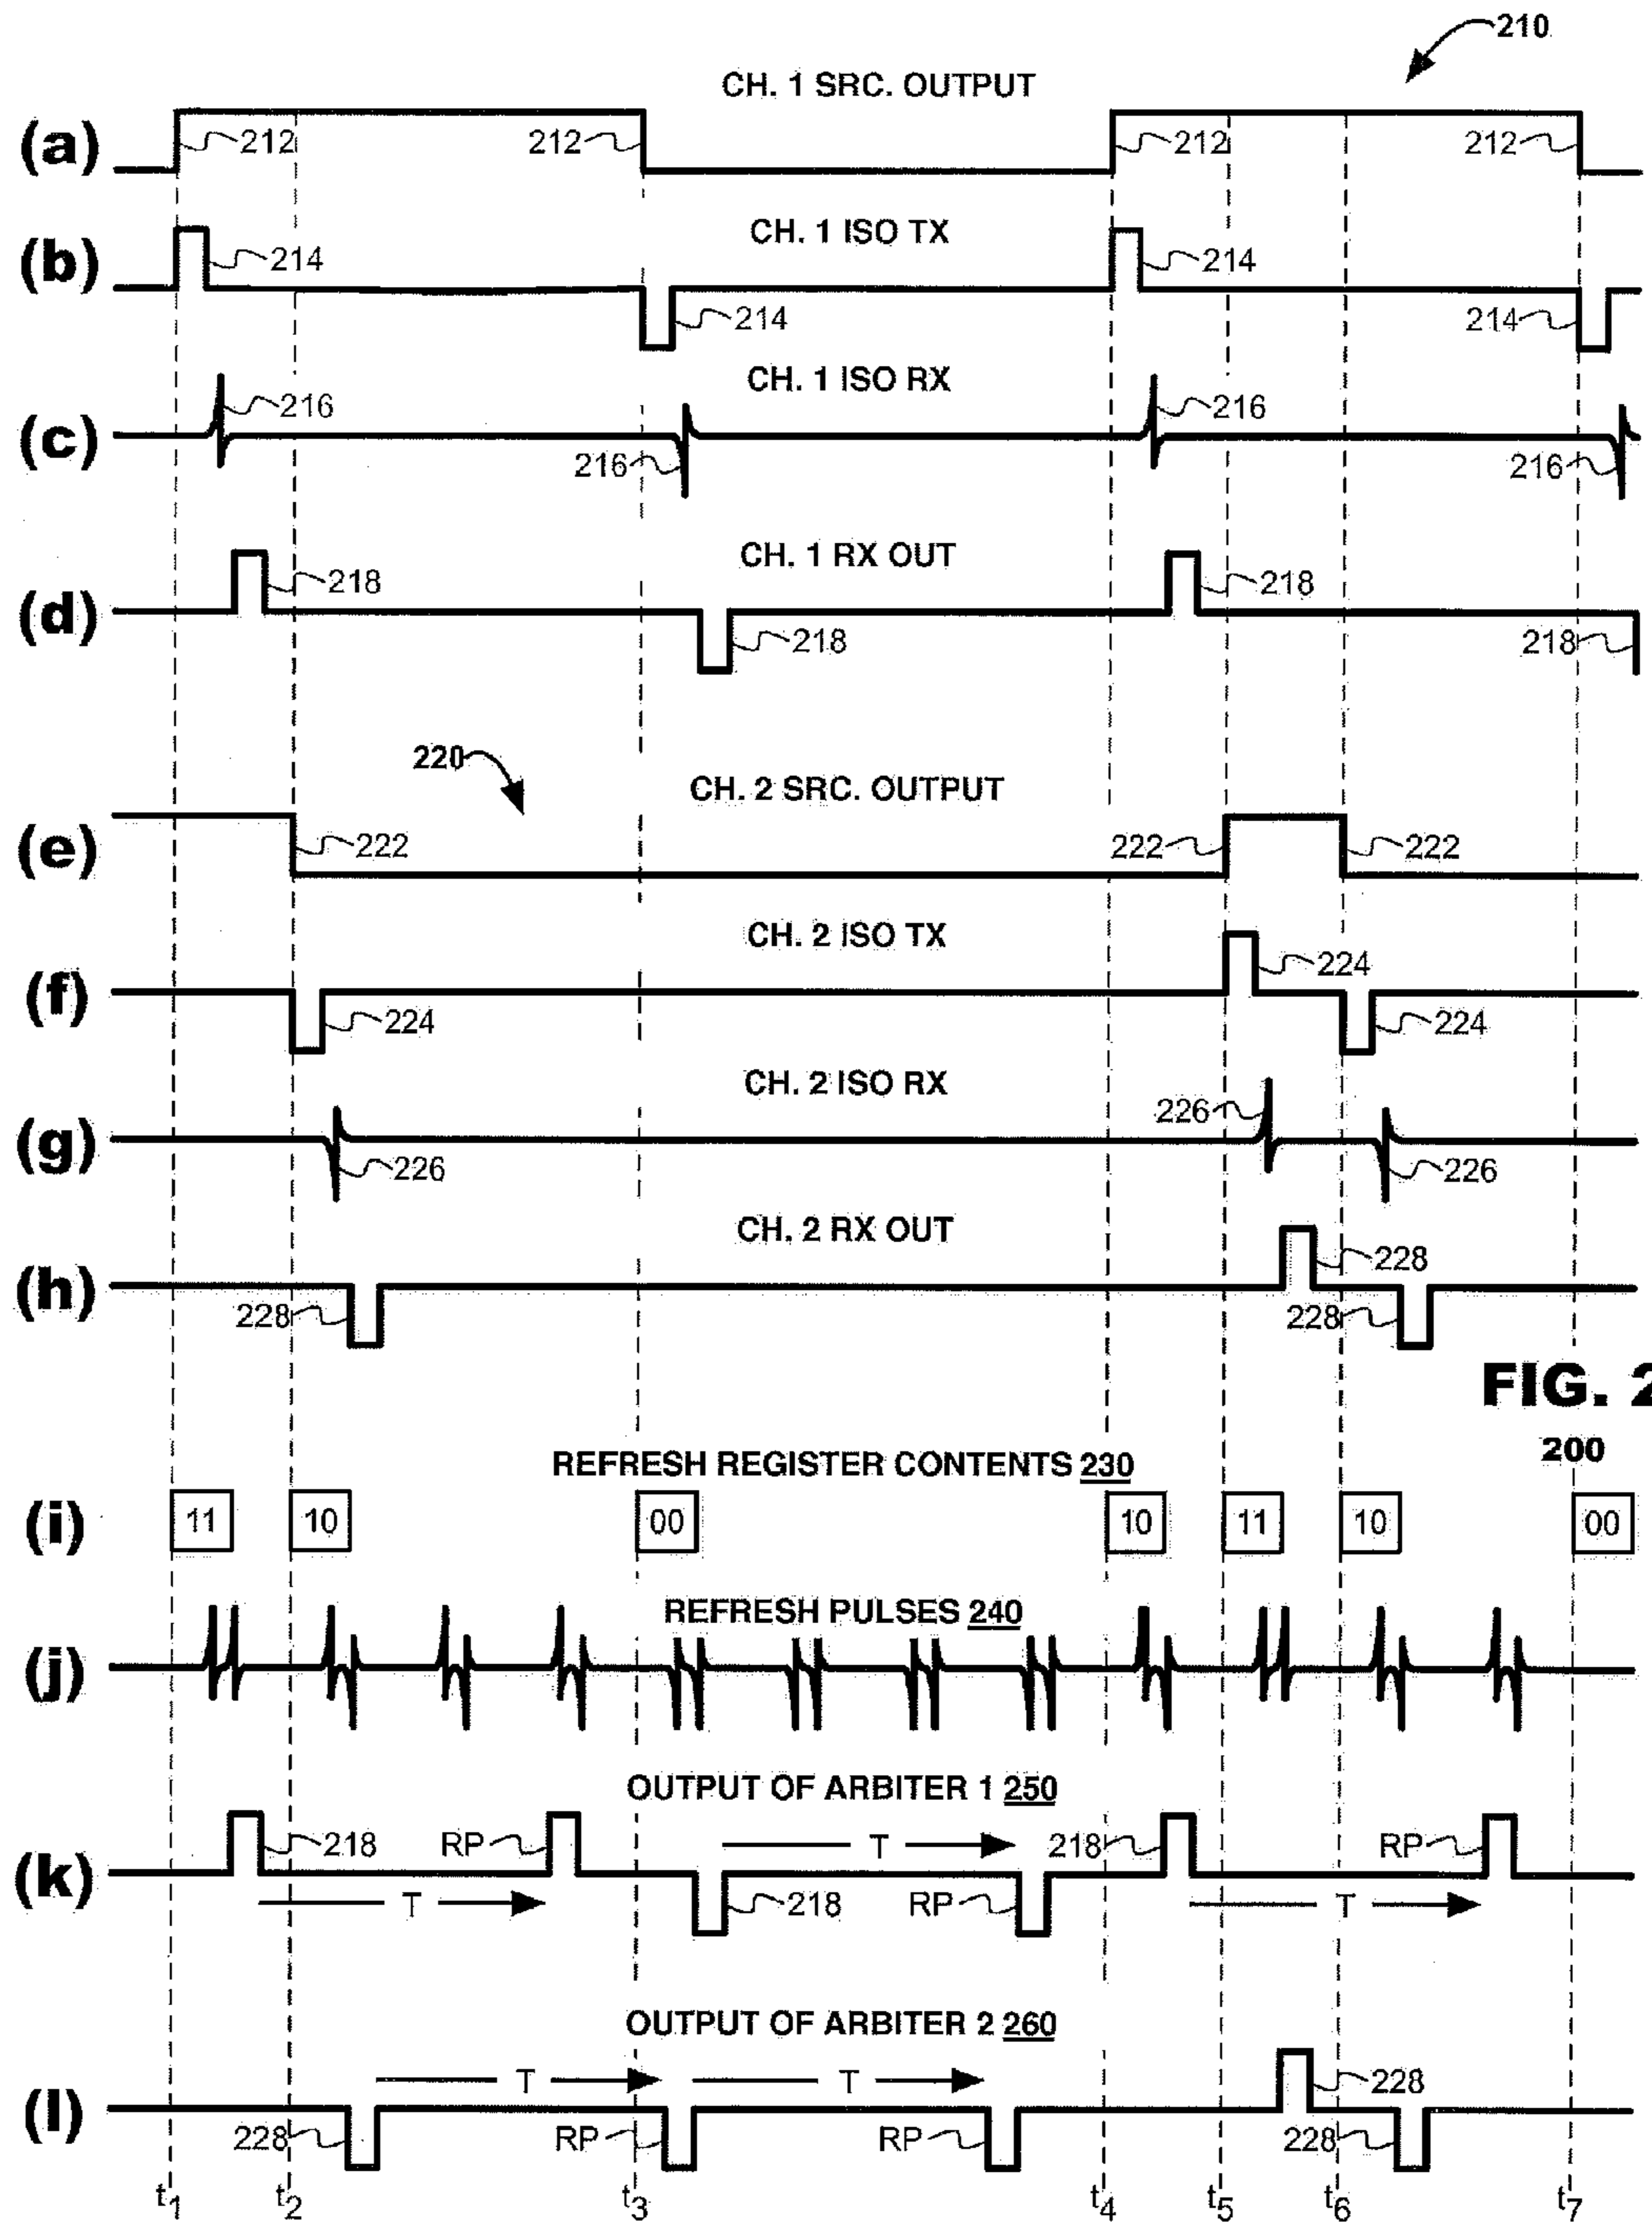 210
CH. 1 SRC. OUTPUT
(a)
212 212 212 212
CH. 1 ISO TX
(b)
214 214 214 214
CH. 1 ISO RX
(c)
216 216 216 216
CH. 1 RX OUT
(d)
218 218 218 218
220
CH. 2 SRC. OUTPUT
(e)
222 222 222
CH. 2 ISO TX
(f)
224 224 224
CH. 2 ISO RX
(g)
226 226 226
CH. 2 RX OUT
(h)
228 228 228
FIG. 2
200
REFRESH REGISTER CONTENTS 230
(i)
11 10 00 10 11 10 00
REFRESH PULSES 240
(j)
OUTPUT OF ARBITER 1 250
(k)
218 RP T 218 RP
T 218 RP T
OUTPUT OF ARBITER 2 260
(l)
T T 228
228 RP RP 228
t1 t2 t3 t4 t5 t6 t7